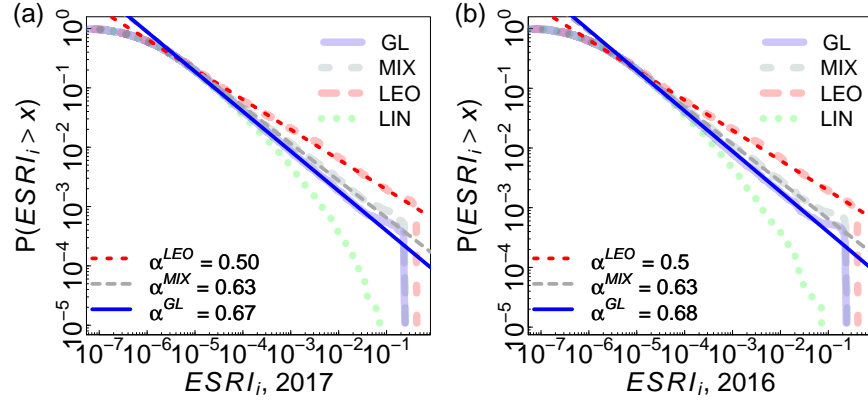 (a)
P(ESRI_i > x)
10^0
10^−1
10^−2
10^−3
10^−4
10^−5
GL
MIX
LEO
LIN
α^LEO = 0.50
α^MIX = 0.63
α^GL = 0.67
10^−7 10^−6 10^−5 10^−4 10^−3 10^−2 10^−1
ESRI_i, 2017
(b)
P(ESRI_i > x)
10^0
10^−1
10^−2
10^−3
10^−4
10^−5
GL
MIX
LEO
LIN
α^LEO = 0.5
α^MIX = 0.63
α^GL = 0.68
10^−7 10^−6 10^−5 10^−4 10^−3 10^−2 10^−1
ESRI_i, 2016